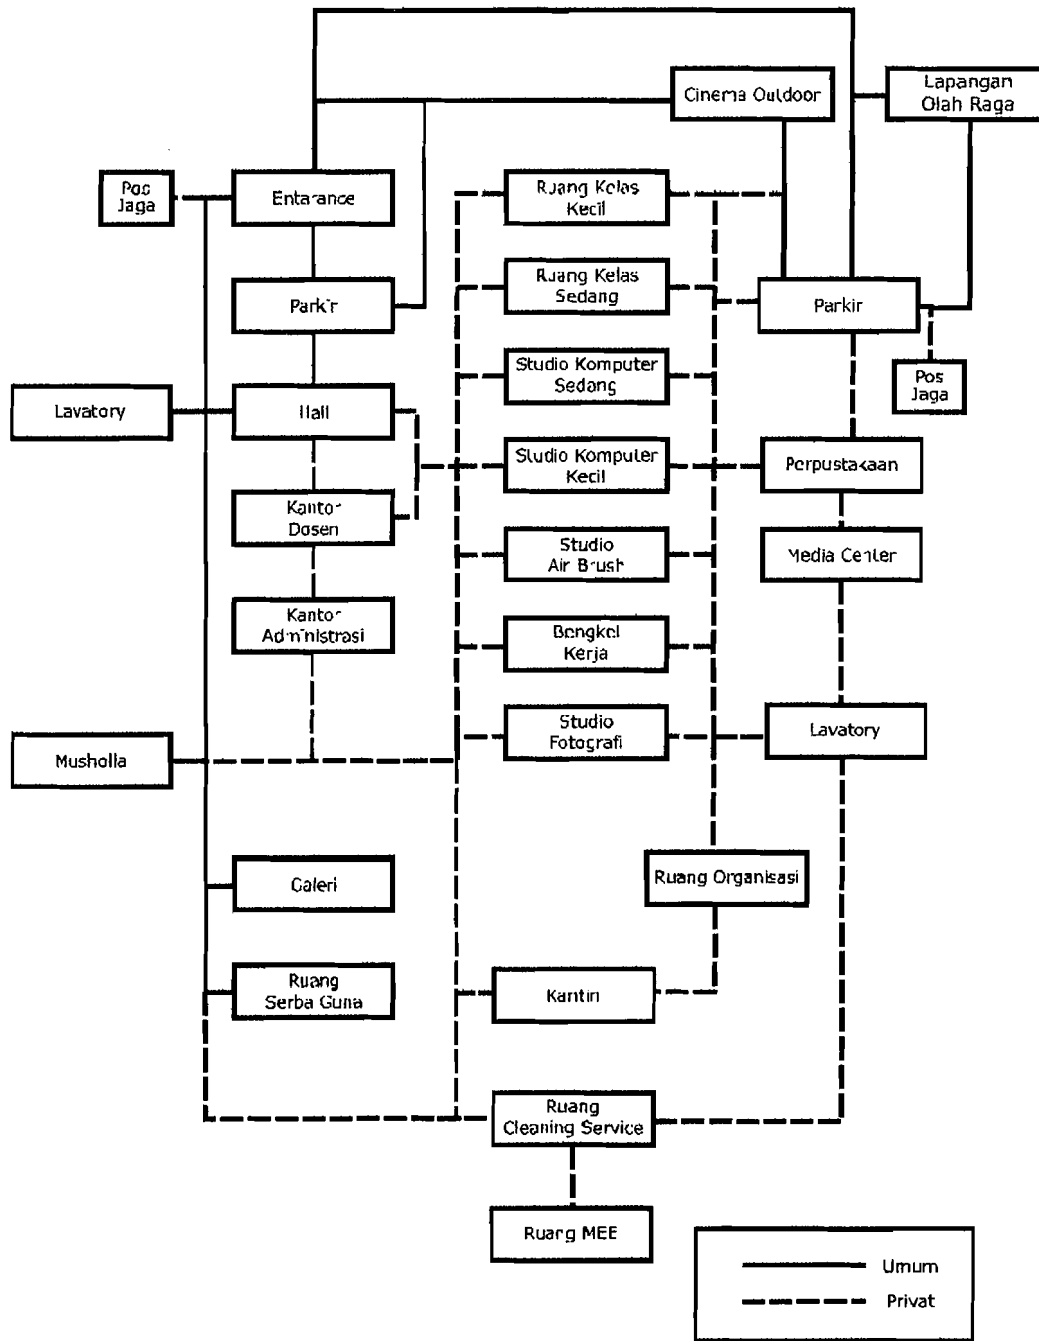 Cinema Outdoor
Lapangan
Olah Raga
Pos
Jaga
Entarance
Ruang Kelas
Kecil
Parkir
Ruang Kelas
Sedang
Parkir
Lavatory
Hall
Studio Komputer
Sedang
Pos
Jaga
Kantor
Dosen
Studio Komputer
Kecil
Perpustakaan
Studio
Air Brush
Media Center
Kantor
Administrasi
Bengkel
Kerja
Musholla
Studio
Fotografi
Lavatory
Galeri
Ruang Organisasi
Ruang
Serba Guna
Kantin
Ruang
Cleaning Service
Ruang MEE
Umum
Privat